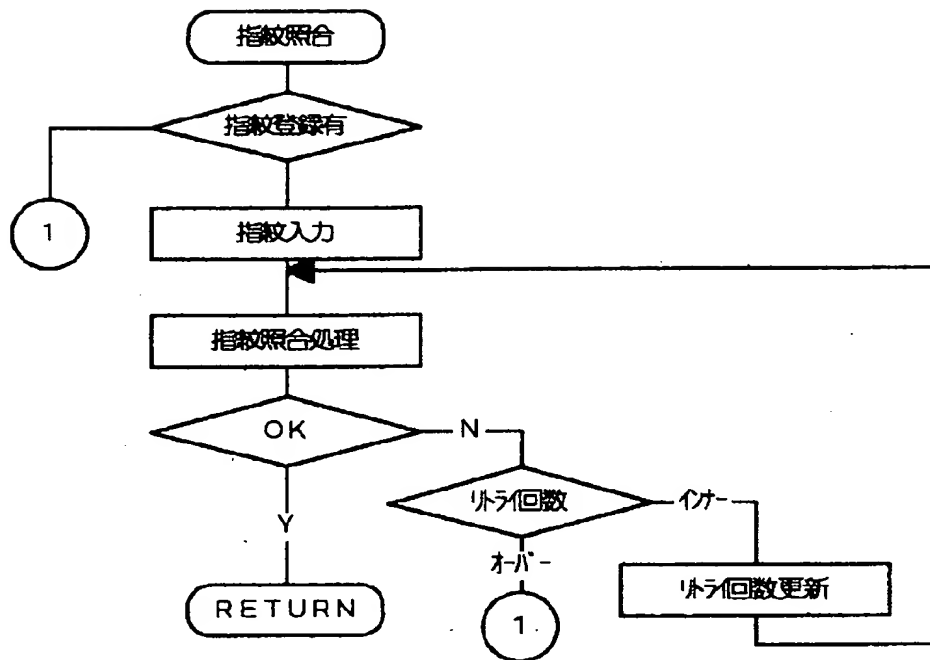 指紋照合
指紋登録有
1
指紋入力
指紋照合処理
OK
N
リトライ回数
インナー
Y
オーバー
リトライ回数更新
RETURN
1